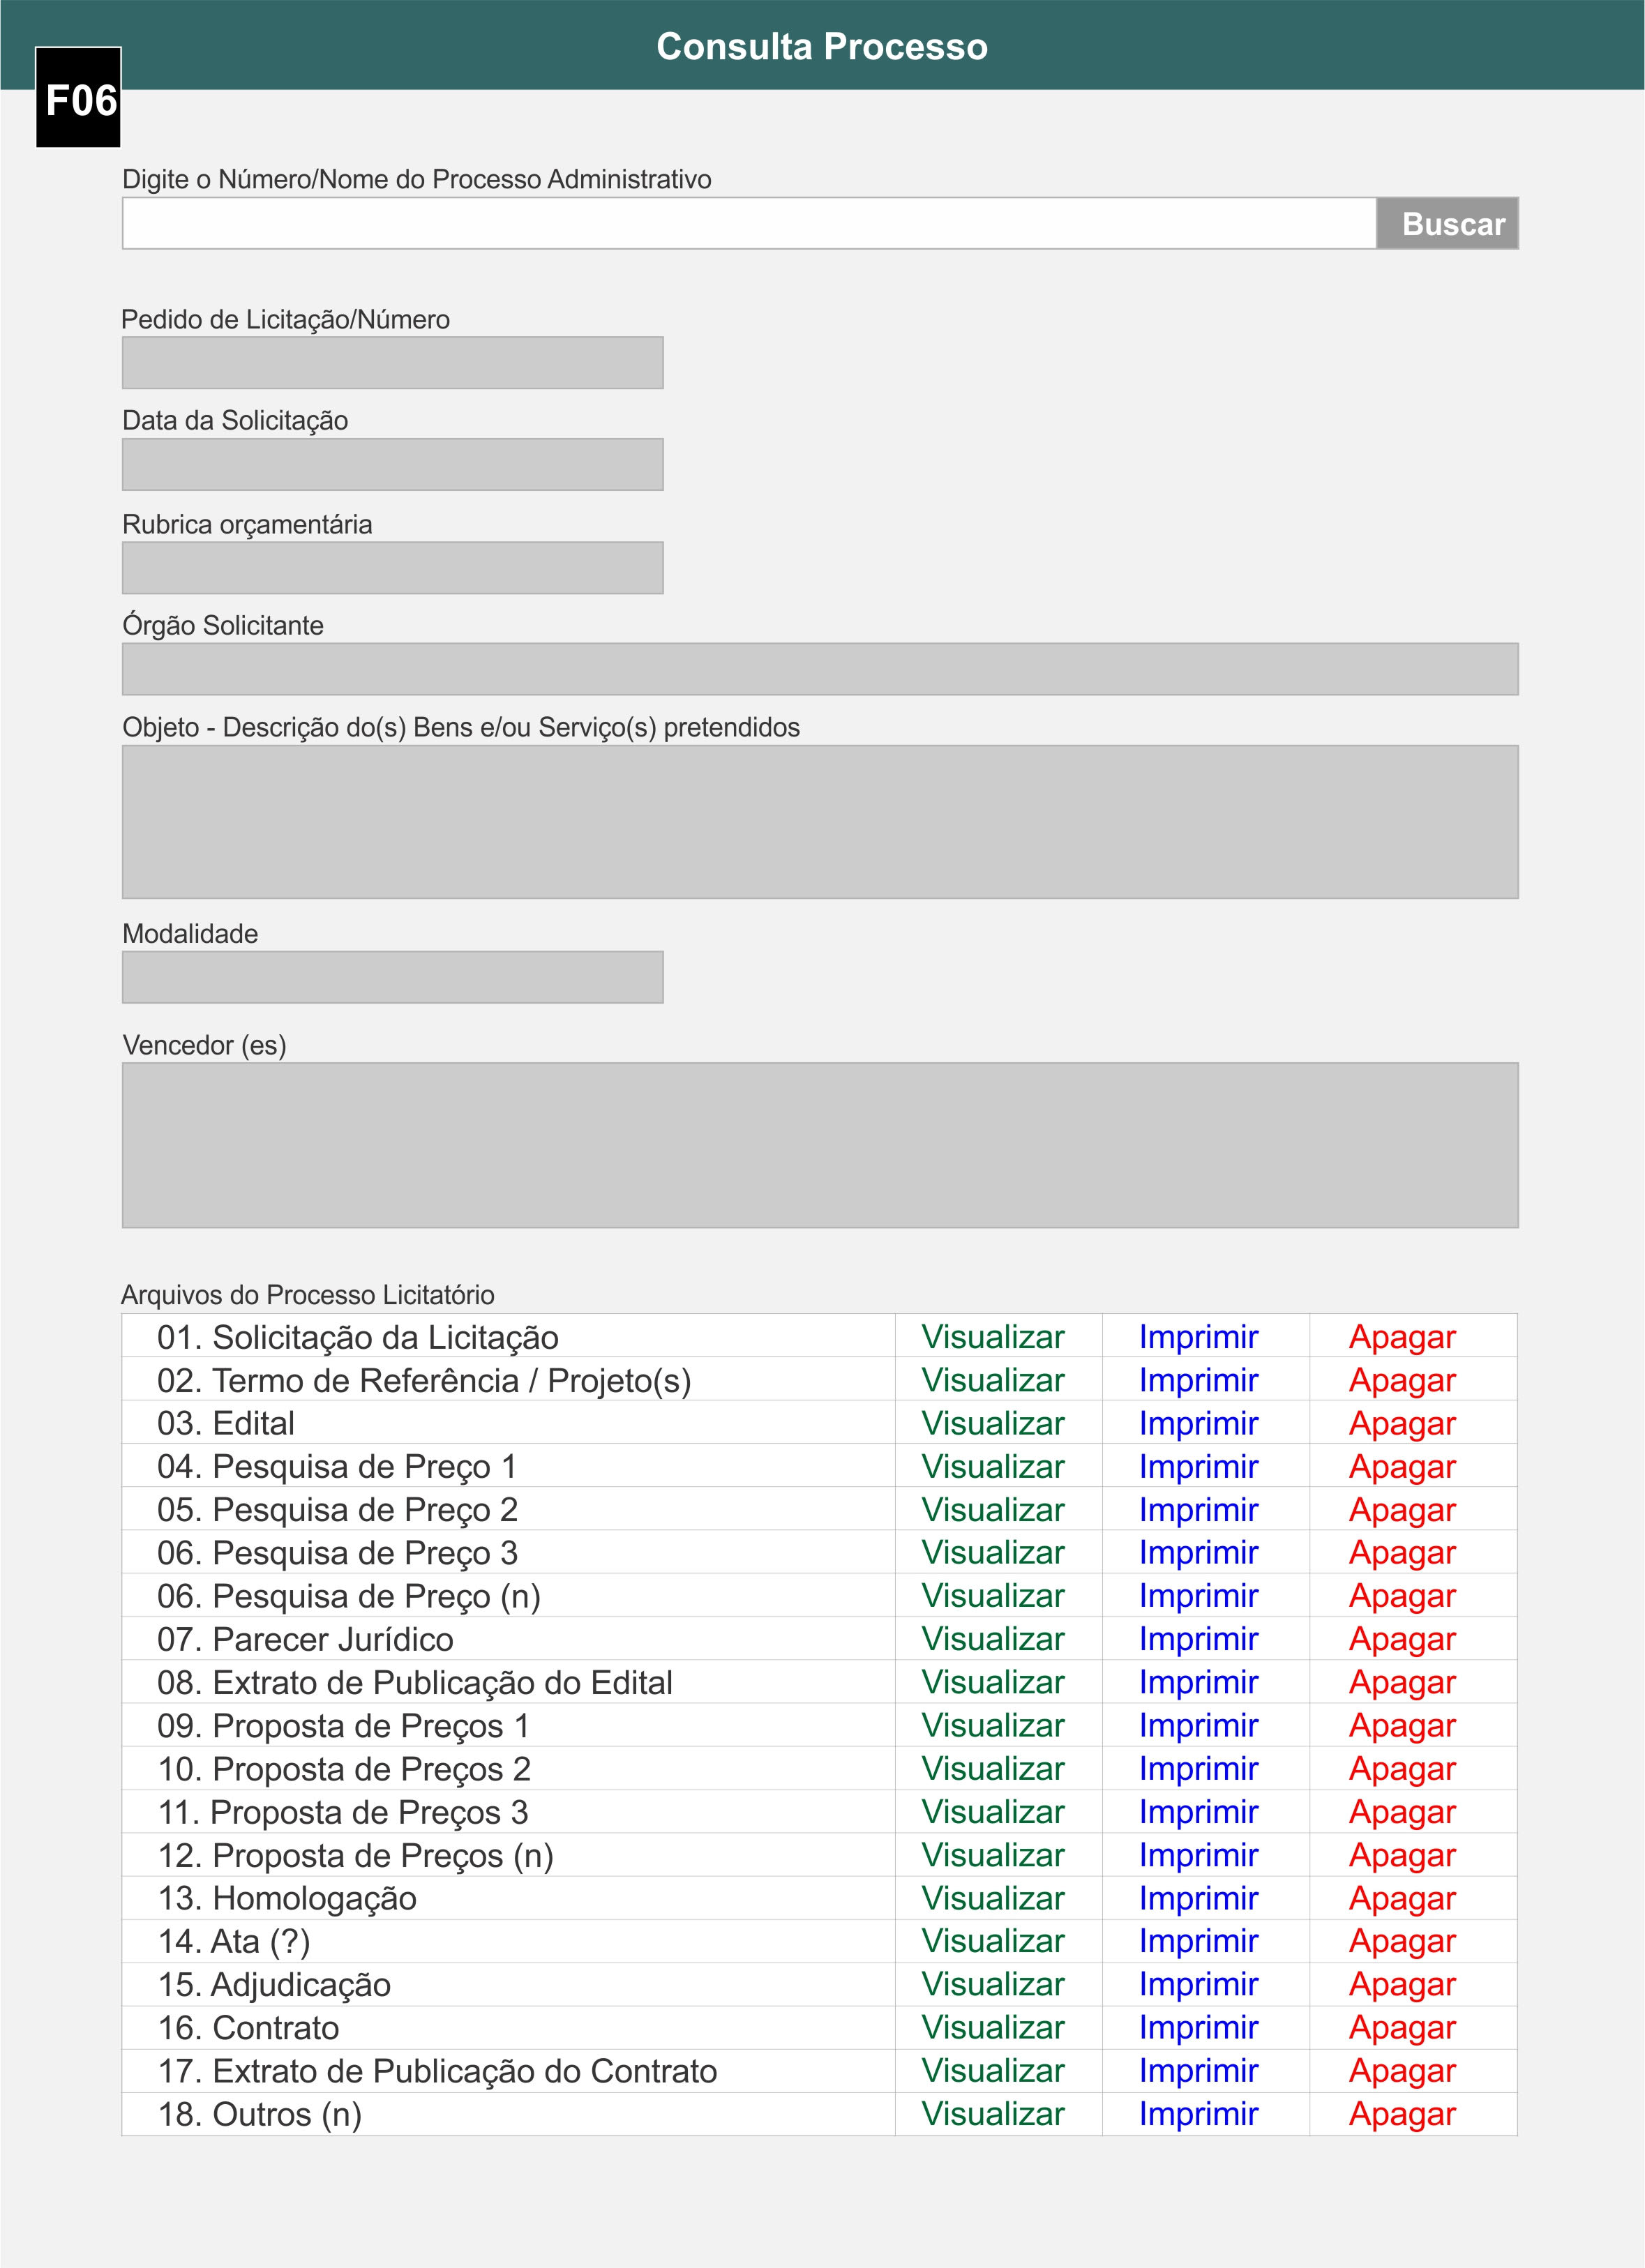 Consulta Processo
F06
Digite o Número/Nome do Processo Administrativo
Buscar
Pedido de Licitação/Número
Data da Solicitação
Rubrica orçamentária
Órgão Solicitante
Objeto - Descrição do(s) Bens e/ou Serviço(s) pretendidos
Modalidade
Vencedor (es)
Arquivos do Processo Licitatório
01. Solicitação da Licitação Visualizar Imprimir Apagar
02. Termo de Referência / Projeto(s) Visualizar Imprimir Apagar
03. Edital Visualizar Imprimir Apagar
04. Pesquisa de Preço 1 Visualizar Imprimir Apagar
05. Pesquisa de Preço 2 Visualizar Imprimir Apagar
06. Pesquisa de Preço 3 Visualizar Imprimir Apagar
06. Pesquisa de Preço (n) Visualizar Imprimir Apagar
07. Parecer Jurídico Visualizar Imprimir Apagar
08. Extrato de Publicação do Edital Visualizar Imprimir Apagar
09. Proposta de Preços 1 Visualizar Imprimir Apagar
10. Proposta de Preços 2 Visualizar Imprimir Apagar
11. Proposta de Preços 3 Visualizar Imprimir Apagar
12. Proposta de Preços (n) Visualizar Imprimir Apagar
13. Homologação Visualizar Imprimir Apagar
14. Ata (?) Visualizar Imprimir Apagar
15. Adjudicação Visualizar Imprimir Apagar
16. Contrato Visualizar Imprimir Apagar
17. Extrato de Publicação do Contrato Visualizar Imprimir Apagar
18. Outros (n) Visualizar Imprimir Apagar